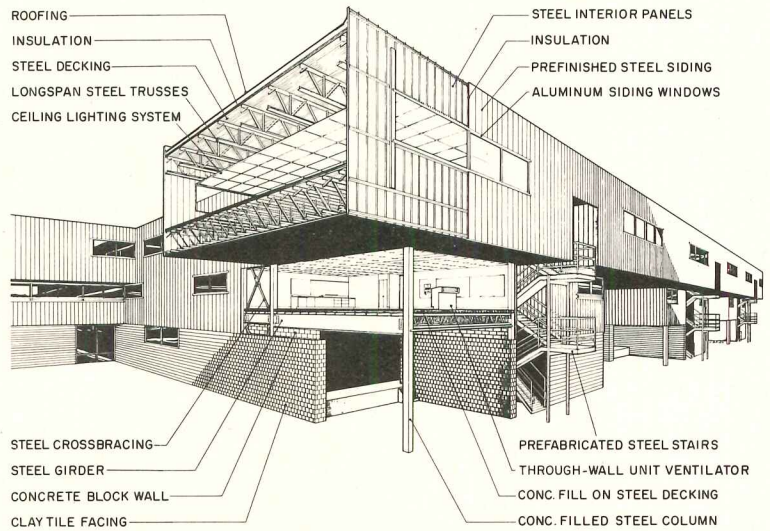 ROOFING
INSULATION
STEEL DECKING
LONGSPAN STEEL TRUSSES
CEILING LIGHTING SYSTEM
STEEL INTERIOR PANELS
INSULATION
PREFINISHED STEEL SIDING
ALUMINUM SIDING WINDOWS
STEEL CROSSBRACING
STEEL GIRDER
CONCRETE BLOCK WALL
CLAY TILE FACING
PREFABRICATED STEEL STAIRS
THROUGH-WALL UNIT VENTILATOR
CONC. FILL ON STEEL DECKING
CONC. FILLED STEEL COLUMN